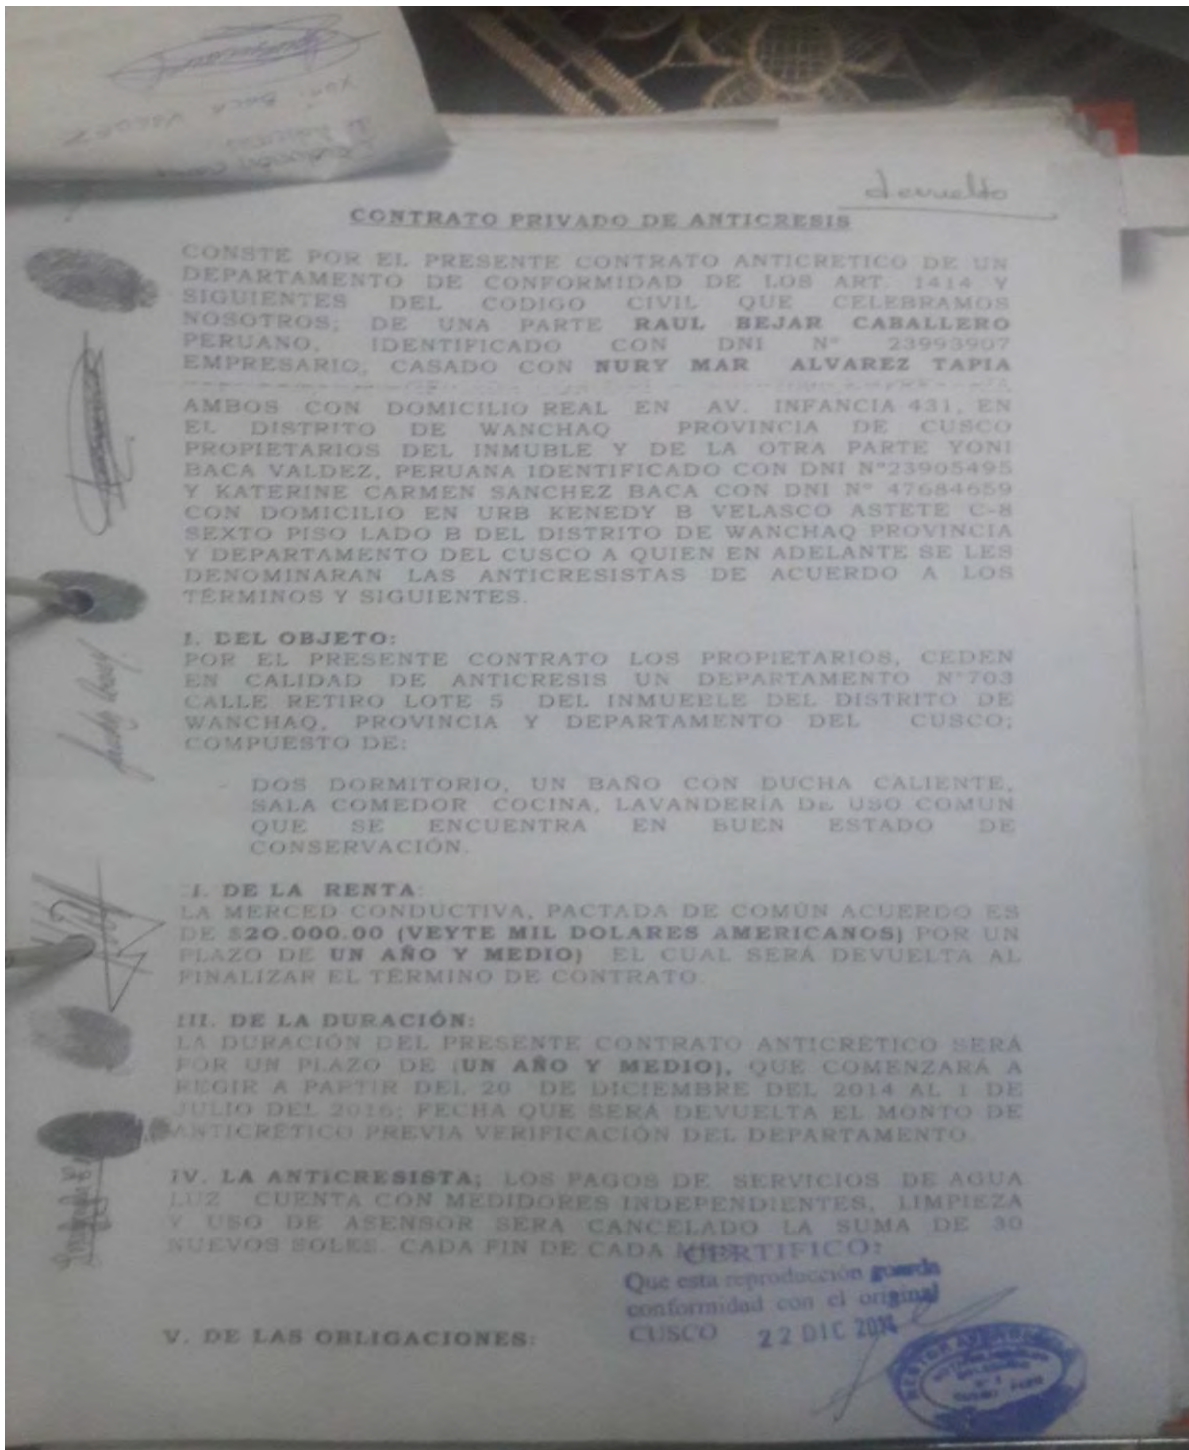 YONI BACA VALDEZ
devuelto
CONTRATO PRIVADO DE ANTICRESIS
CONSTE POR EL PRESENTE CONTRATO ANTICRETICO DE UN
DEPARTAMENTO DE CONFORMIDAD DE LOS ART. 1414 Y
SIGUIENTES DEL CODIGO CIVIL QUE CELEBRAMOS
NOSOTROS; DE UNA PARTE RAUL BEJAR CABALLERO
PERUANO, IDENTIFICADO CON DNI N° 23993907
EMPRESARIO, CASADO CON NURY MAR ALVAREZ TAPIA
AMBOS CON DOMICILIO REAL EN AV. INFANCIA 431, EN
EL DISTRITO DE WANCHAQ PROVINCIA DE CUSCO
PROPIETARIOS DEL INMUBLE Y DE LA OTRA PARTE YONI
BACA VALDEZ, PERUANA IDENTIFICADO CON DNI N°23905495
Y KATERINE CARMEN SANCHEZ BACA CON DNI N° 47684659
CON DOMICILIO EN URB KENEDY B VELASCO ASTETE C-8
SEXTO PISO LADO B DEL DISTRITO DE WANCHAQ PROVINCIA
Y DEPARTAMENTO DEL CUSCO A QUIEN EN ADELANTE SE LES
DENOMINARAN LAS ANTICRESISTAS DE ACUERDO A LOS
TÉRMINOS Y SIGUIENTES.
I. DEL OBJETO:
POR EL PRESENTE CONTRATO LOS PROPIETARIOS, CEDEN
EN CALIDAD DE ANTICRESIS UN DEPARTAMENTO N°703
CALLE RETIRO LOTE 5 DEL INMUEBLE DEL DISTRITO DE
WANCHAQ, PROVINCIA Y DEPARTAMENTO DEL CUSCO;
COMPUESTO DE:
- DOS DORMITORIO, UN BAÑO CON DUCHA CALIENTE,
SALA COMEDOR COCINA, LAVANDERÍA DE USO COMUN
QUE SE ENCUENTRA EN BUEN ESTADO DE
CONSERVACIÓN.
II. DE LA RENTA:
LA MERCED CONDUCTIVA, PACTADA DE COMÚN ACUERDO ES
DE $20.000.00 (VEYTE MIL DOLARES AMERICANOS) POR UN
PLAZO DE UN AÑO Y MEDIO) EL CUAL SERÁ DEVUELTA AL
FINALIZAR EL TÉRMINO DE CONTRATO.
III. DE LA DURACIÓN:
LA DURACIÓN DEL PRESENTE CONTRATO ANTICRÉTICO SERÁ
POR UN PLAZO DE (UN AÑO Y MEDIO), QUE COMENZARÁ A
REGIR A PARTIR DEL 20 DE DICIEMBRE DEL 2014 AL 1 DE
JULIO DEL 2016; FECHA QUE SERÁ DEVUELTA EL MONTO DE
ANTICRÉTICO PREVIA VERIFICACIÓN DEL DEPARTAMENTO.
IV. LA ANTICRESISTA; LOS PAGOS DE SERVICIOS DE AGUA
LUZ CUENTA CON MEDIDORES INDEPENDIENTES, LIMPIEZA
Y USO DE ASENSOR SERA CANCELADO LA SUMA DE 30
NUEVOS SOLES. CADA FIN DE CADA MES.
CERTIFICO:
Que esta reproducción guarda
conformidad con el original
CUSCO 22 DIC 2014
V. DE LAS OBLIGACIONES: